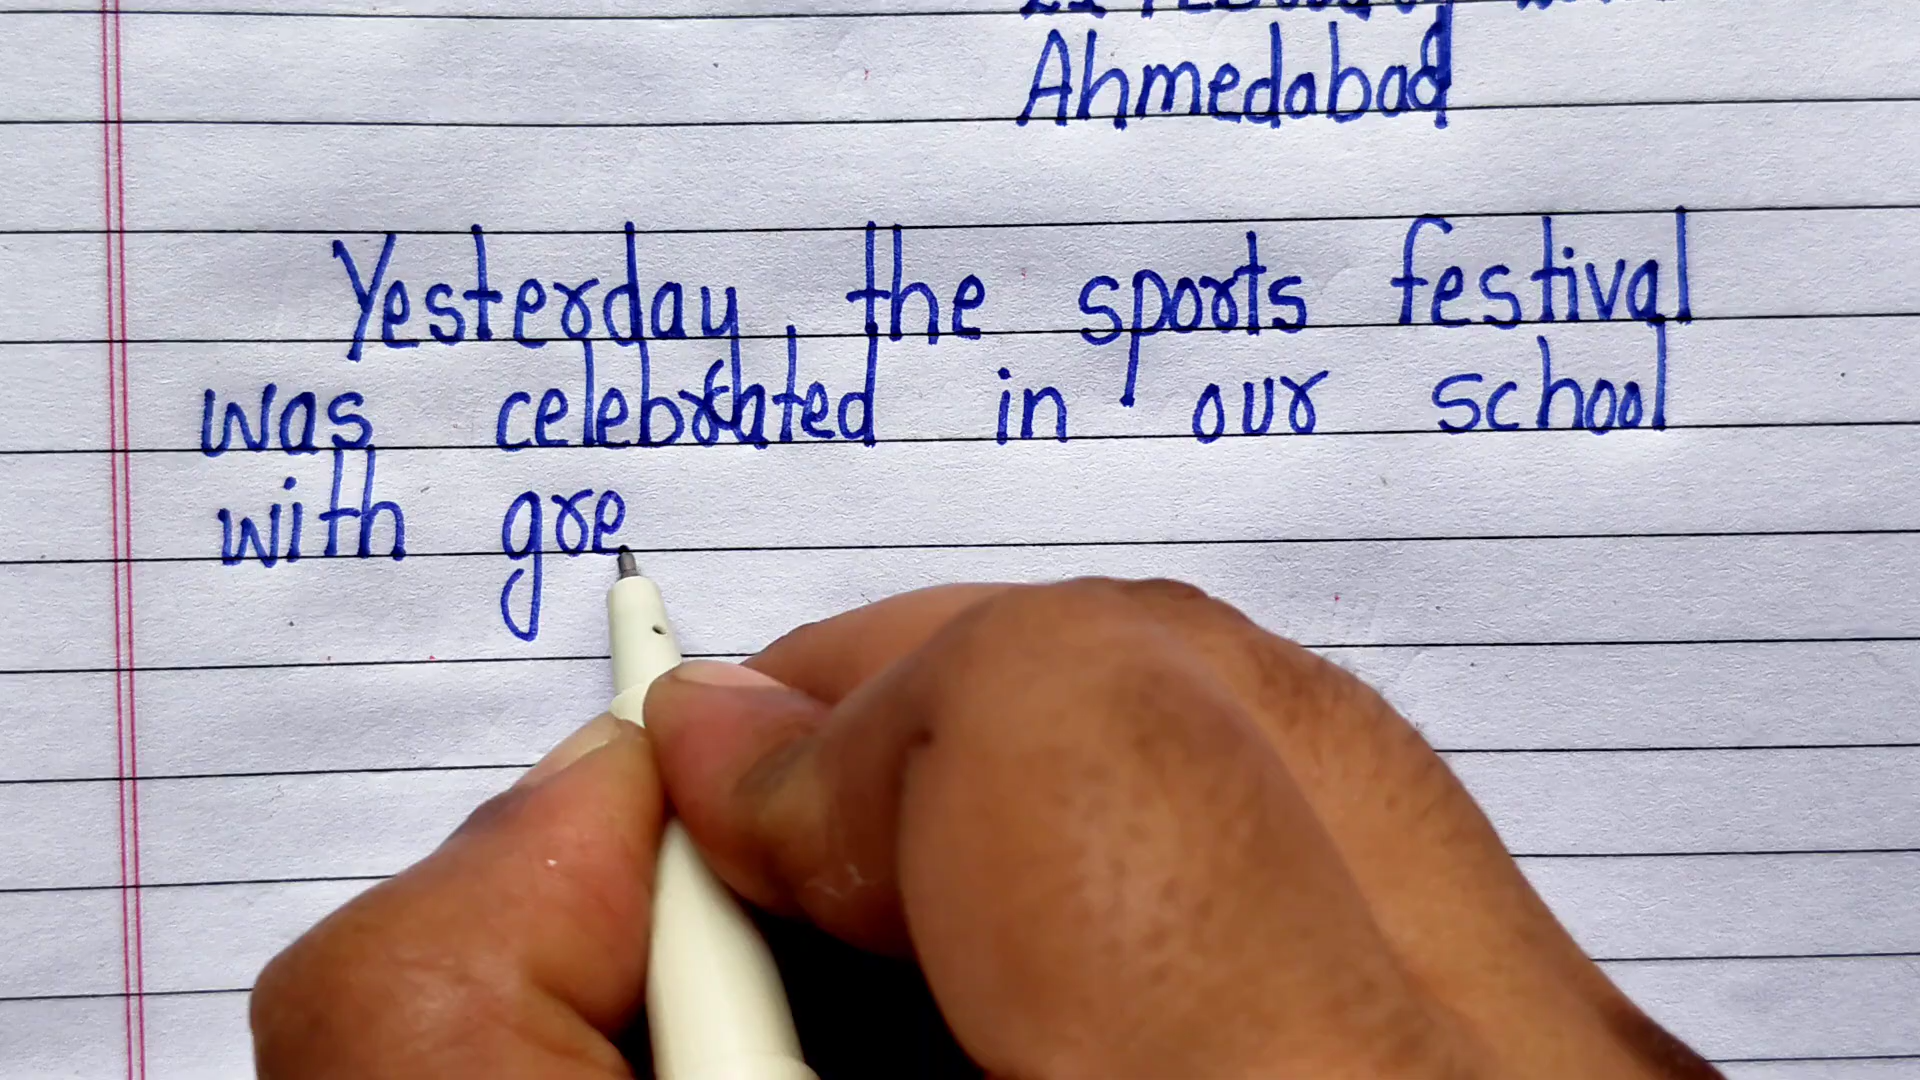 Ahmedabad
Yesterday, the sports festival
was celebrated in our school
with gre